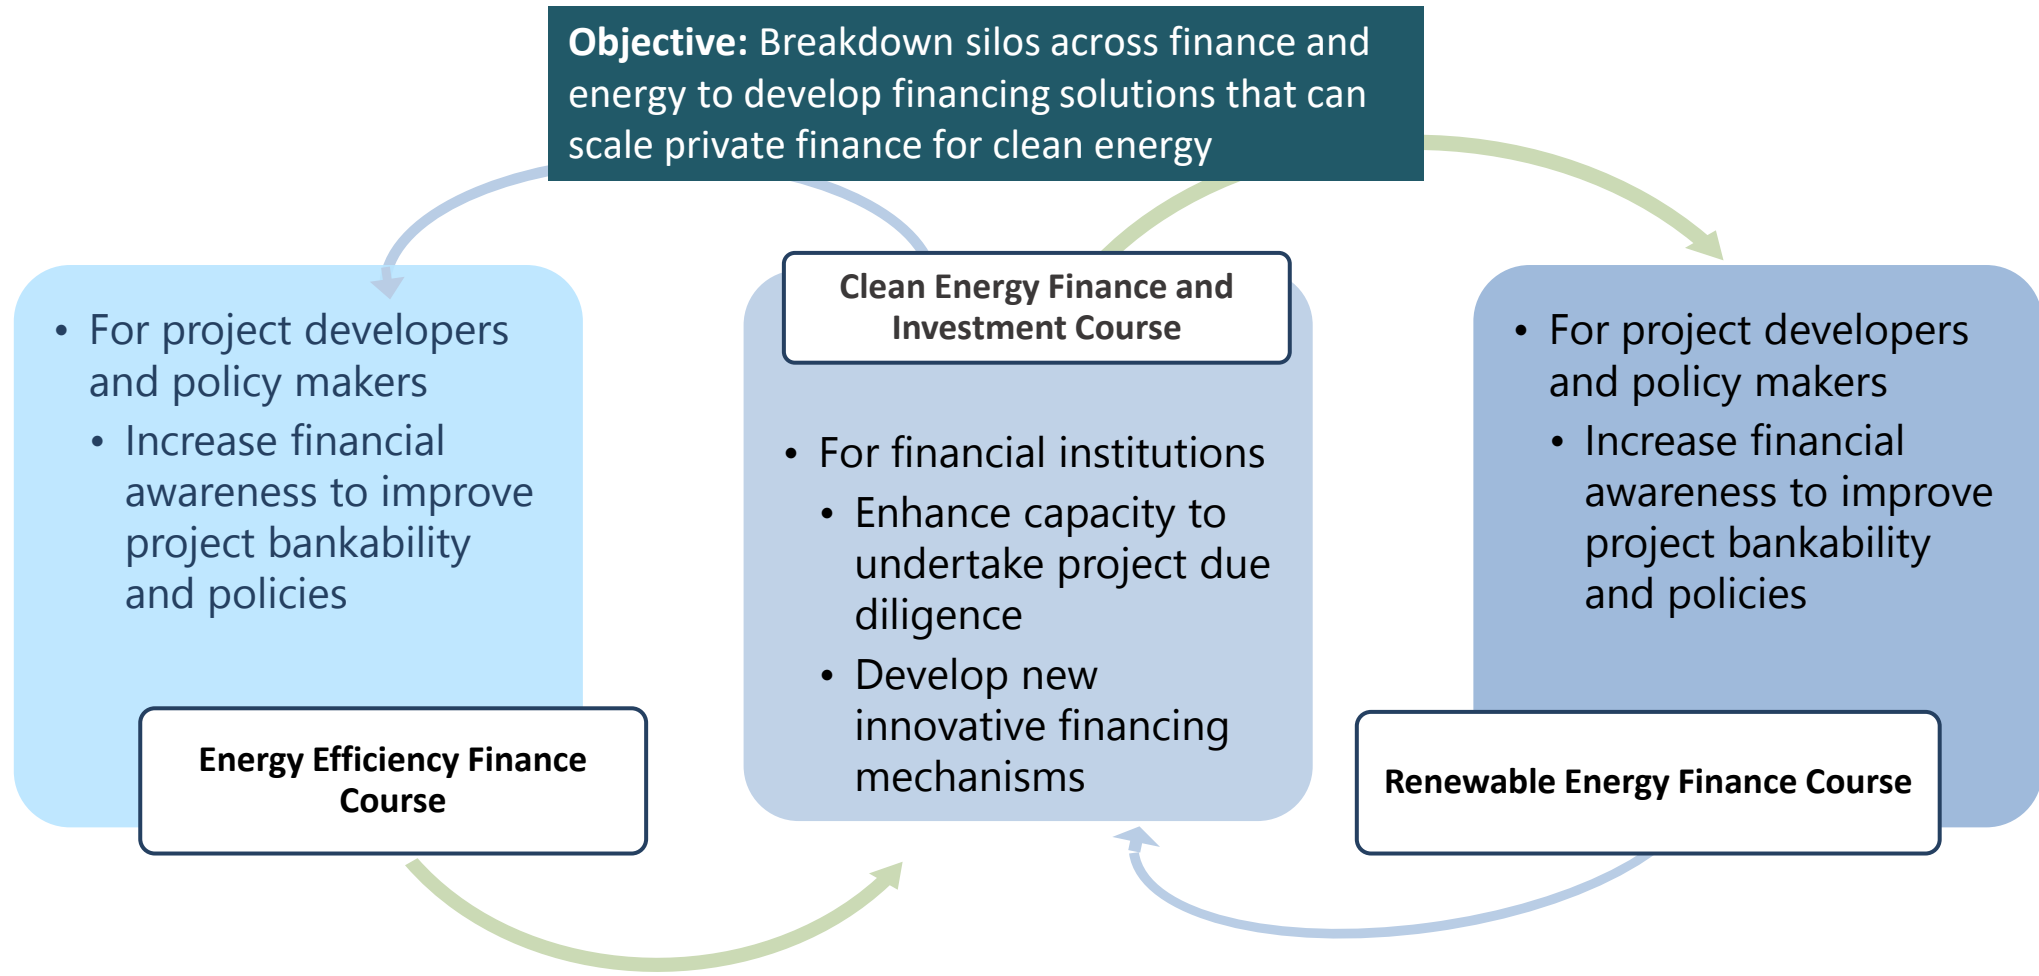 Objective: Breakdown silos across finance and
energy to develop financing solutions that can
scale private finance for clean energy
• For project developers
and policy makers
• Increase financial
awareness to improve
project bankability
and policies
Energy Efficiency Finance
Course
Clean Energy Finance and
Investment Course
• For financial institutions
• Enhance capacity to
undertake project due
diligence
• Develop new
innovative financing
mechanisms
• For project developers
and policy makers
• Increase financial
awareness to improve
project bankability
and policies
Renewable Energy Finance Course